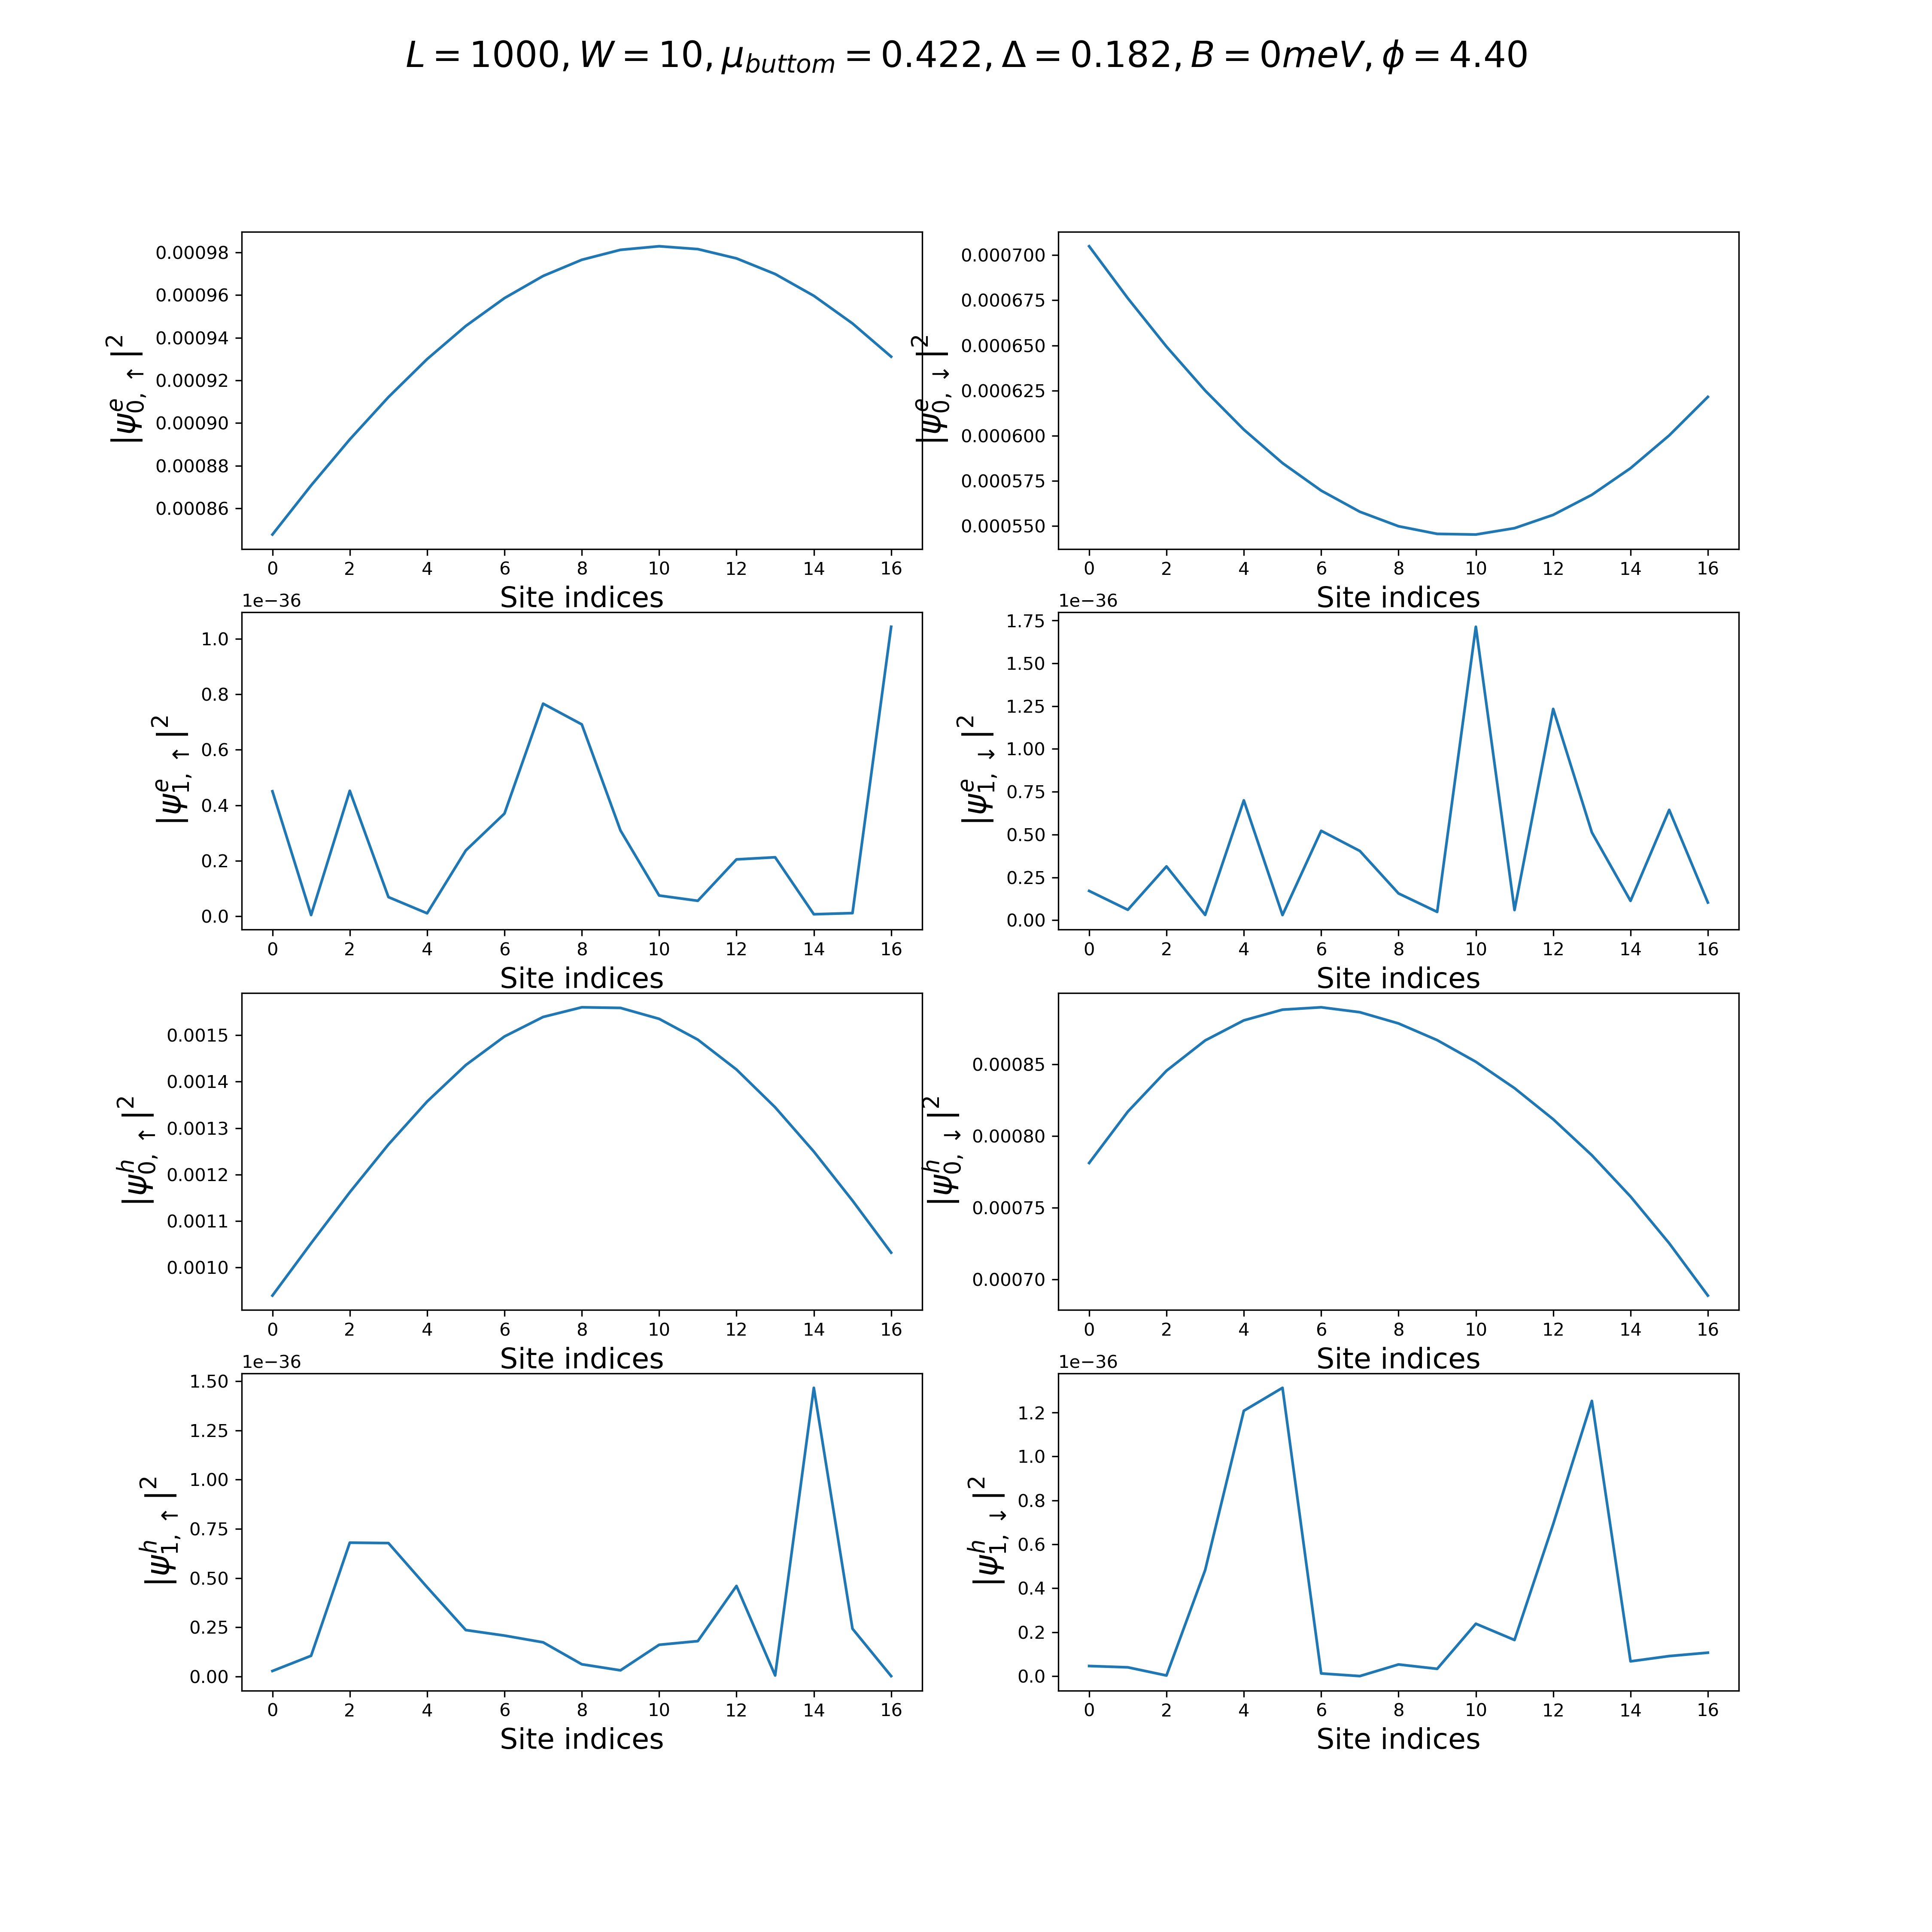 L = 1000, W = 10, μ_buttom = 0.422, Δ = 0.182, B = 0meV, ϕ = 4.40
|ψ^e_{0, ↑}|^2
0.00098
0.00096
0.00094
0.00092
0.00090
0.00088
0.00086
0 2 4 6 8 10 12 14 16
Site indices
|ψ^e_{0, ↓}|^2
0.000700
0.000675
0.000650
0.000625
0.000600
0.000575
0.000550
0 2 4 6 8 10 12 14 16
Site indices
1e−36
|ψ^e_{1, ↑}|^2
1.0
0.8
0.6
0.4
0.2
0.0
0 2 4 6 8 10 12 14 16
Site indices
1e−36
|ψ^e_{1, ↓}|^2
1.75
1.50
1.25
1.00
0.75
0.50
0.25
0.00
0 2 4 6 8 10 12 14 16
Site indices
|ψ^h_{0, ↑}|^2
0.0015
0.0014
0.0013
0.0012
0.0011
0.0010
0 2 4 6 8 10 12 14 16
Site indices
|ψ^h_{0, ↓}|^2
0.00085
0.00080
0.00075
0.00070
0 2 4 6 8 10 12 14 16
Site indices
1e−36
|ψ^h_{1, ↑}|^2
1.50
1.25
1.00
0.75
0.50
0.25
0.00
0 2 4 6 8 10 12 14 16
Site indices
1e−36
|ψ^h_{1, ↓}|^2
1.2
1.0
0.8
0.6
0.4
0.2
0.0
0 2 4 6 8 10 12 14 16
Site indices